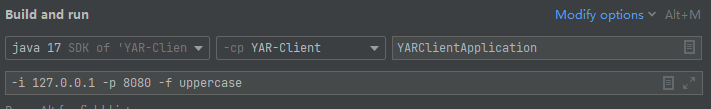 Build and run
Modify options Alt+M
java 17 SDK of 'YAR-Clien -cp YAR-Client YARClientApplication
-i 127.0.0.1 -p 8080 -f uppercase